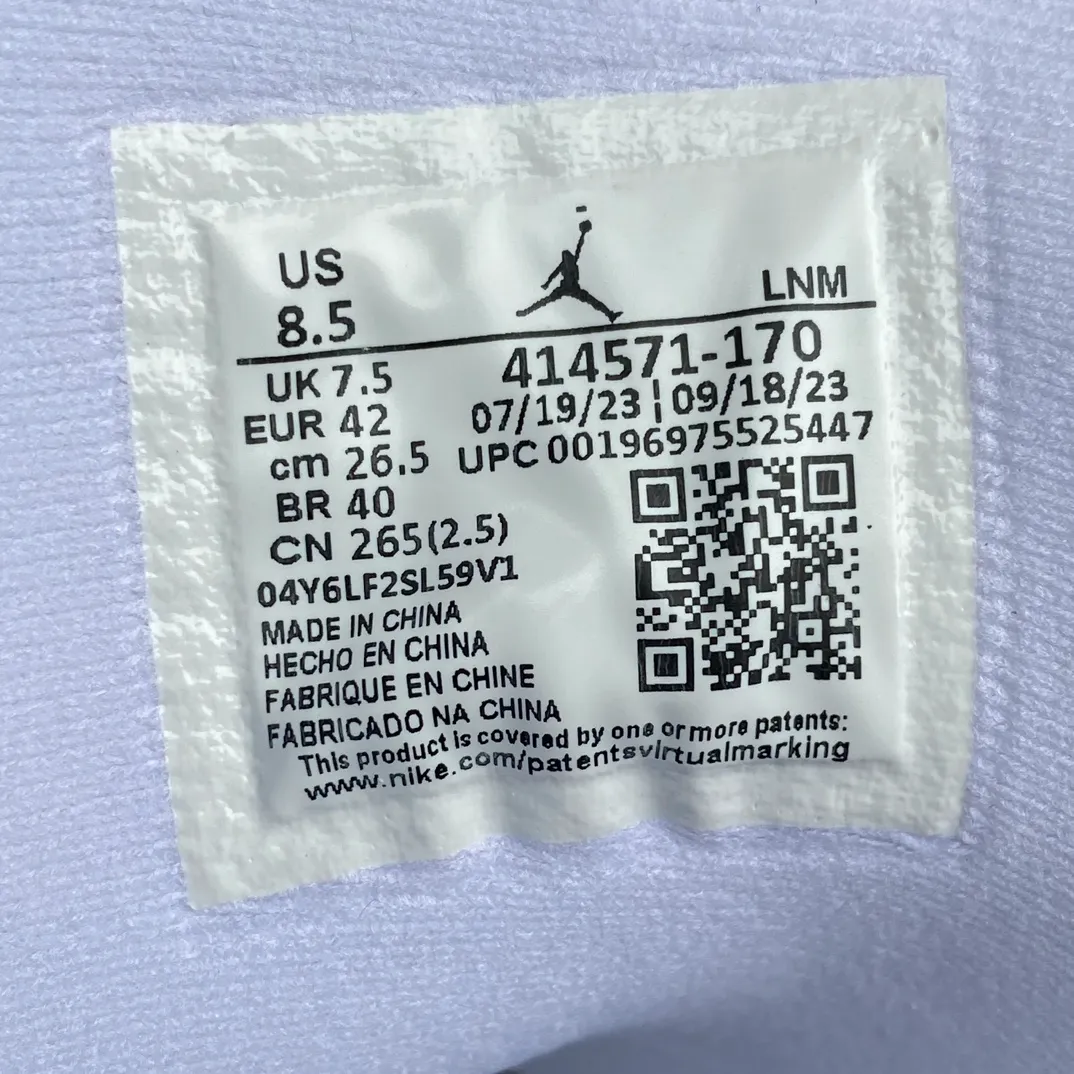 US
8.5
LNM
UK 7.5
414571-170
EUR 42
07/19/23 ¦ 09/18/23
cm 26.5
UPC 00196975525447
BR 40
CN 265(2.5)
04Y6LF2SL59V1
MADE IN CHINA
HECHO EN CHINA
FABRIQUE EN CHINE
FABRICADO NA CHINA
This product is covered by one or more patents:
www.nike.com/patentsvirtualmarking